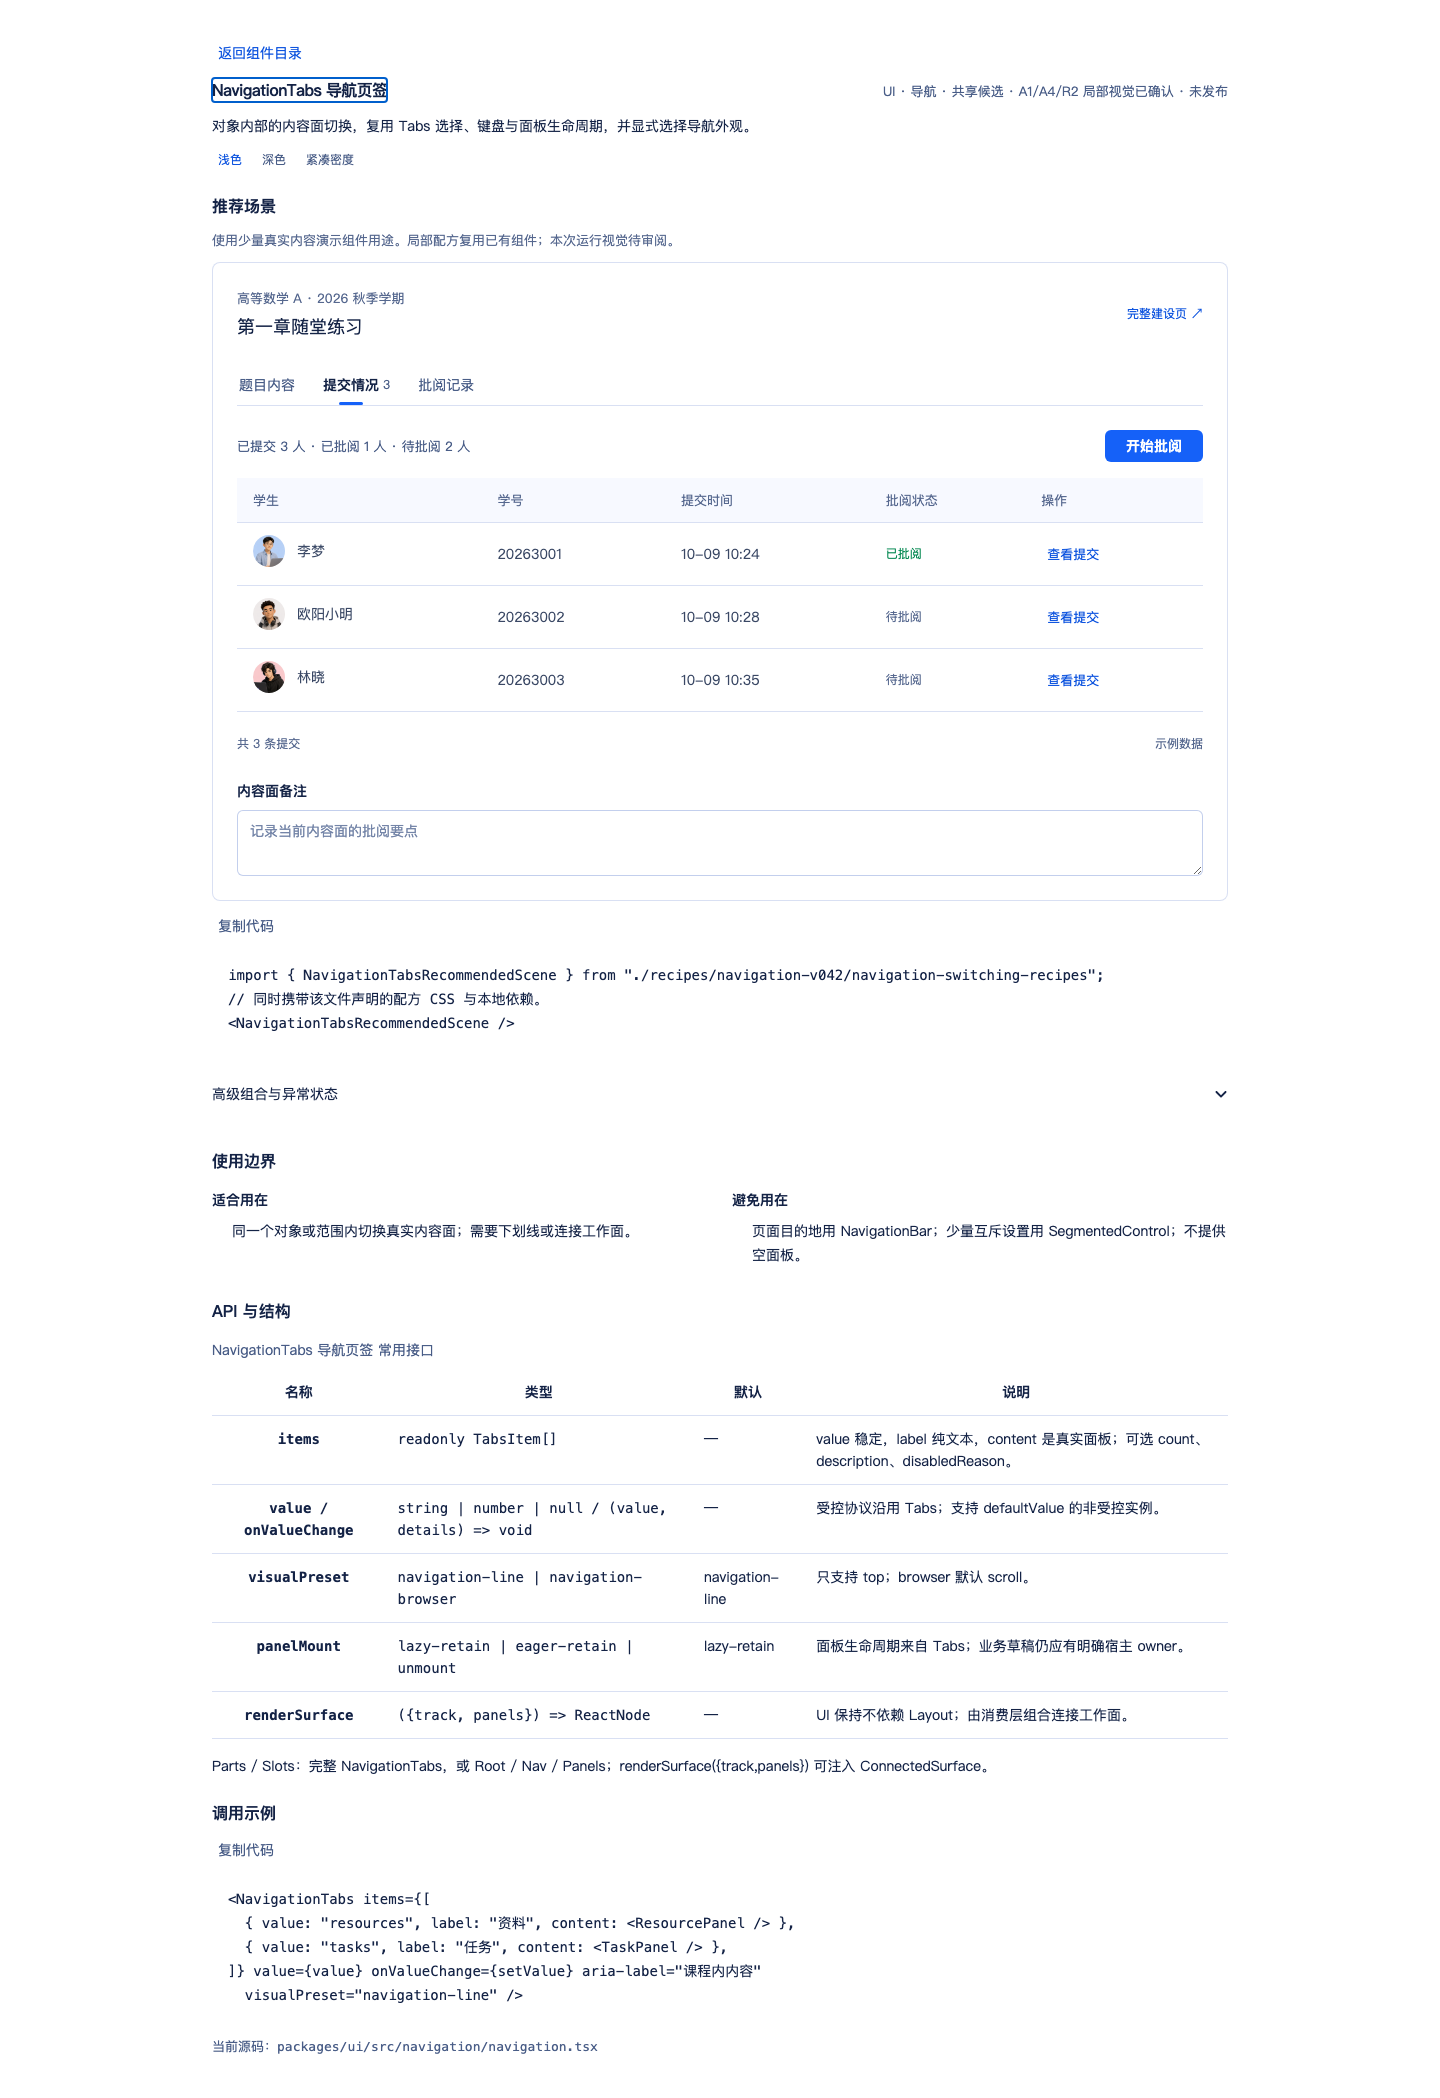 返回组件目录
NavigationTabs 导航页签
UI · 导航 · 共享候选 · A1/A4/R2 局部视觉已确认 · 未发布
对象内部的内容面切换，复用 Tabs 选择、键盘与面板生命周期，并显式选择导航外观。
浅色 深色 紧凑密度
推荐场景
使用少量真实内容演示组件用途。局部配方复用已有组件；本次运行视觉待审阅。
高等数学 A · 2026 秋季学期
第一章随堂练习
完整建设页 ↗
题目内容 提交情况 3 批阅记录
已提交 3 人 · 已批阅 1 人 · 待批阅 2 人
开始批阅
学生 学号 提交时间 批阅状态 操作
李梦 20263001 10-09 10:24 已批阅 查看提交
欧阳小明 20263002 10-09 10:28 待批阅 查看提交
林晓 20263003 10-09 10:35 待批阅 查看提交
共 3 条提交 示例数据
内容面备注
记录当前内容面的批阅要点
复制代码
import { NavigationTabsRecommendedScene } from "./recipes/navigation-v042/navigation-switching-recipes";
// 同时携带该文件声明的配方 CSS 与本地依赖。
<NavigationTabsRecommendedScene />
高级组合与异常状态
使用边界
适合用在
同一个对象或范围内切换真实内容面；需要下划线或连接工作面。
避免用在
页面目的地用 NavigationBar；少量互斥设置用 SegmentedControl；不提供
空面板。
API 与结构
NavigationTabs 导航页签 常用接口
名称 类型 默认 说明
items readonly TabsItem[] — value 稳定，label 纯文本，content 是真实面板；可选 count、
description、disabledReason。
value / string | number | null / (value, — 受控协议沿用 Tabs；支持 defaultValue 的非受控实例。
onValueChange details) => void
visualPreset navigation-line | navigation- navigation- 只支持 top；browser 默认 scroll。
browser line
panelMount lazy-retain | eager-retain | lazy-retain 面板生命周期来自 Tabs；业务草稿仍应有明确宿主 owner。
unmount
renderSurface ({track, panels}) => ReactNode — UI 保持不依赖 Layout；由消费层组合连接工作面。
Parts / Slots：完整 NavigationTabs，或 Root / Nav / Panels；renderSurface({track,panels}) 可注入 ConnectedSurface。
调用示例
复制代码
<NavigationTabs items={[
  { value: "resources", label: "资料", content: <ResourcePanel /> },
  { value: "tasks", label: "任务", content: <TaskPanel /> },
]} value={value} onValueChange={setValue} aria-label="课程内内容"
  visualPreset="navigation-line" />
当前源码：packages/ui/src/navigation/navigation.tsx